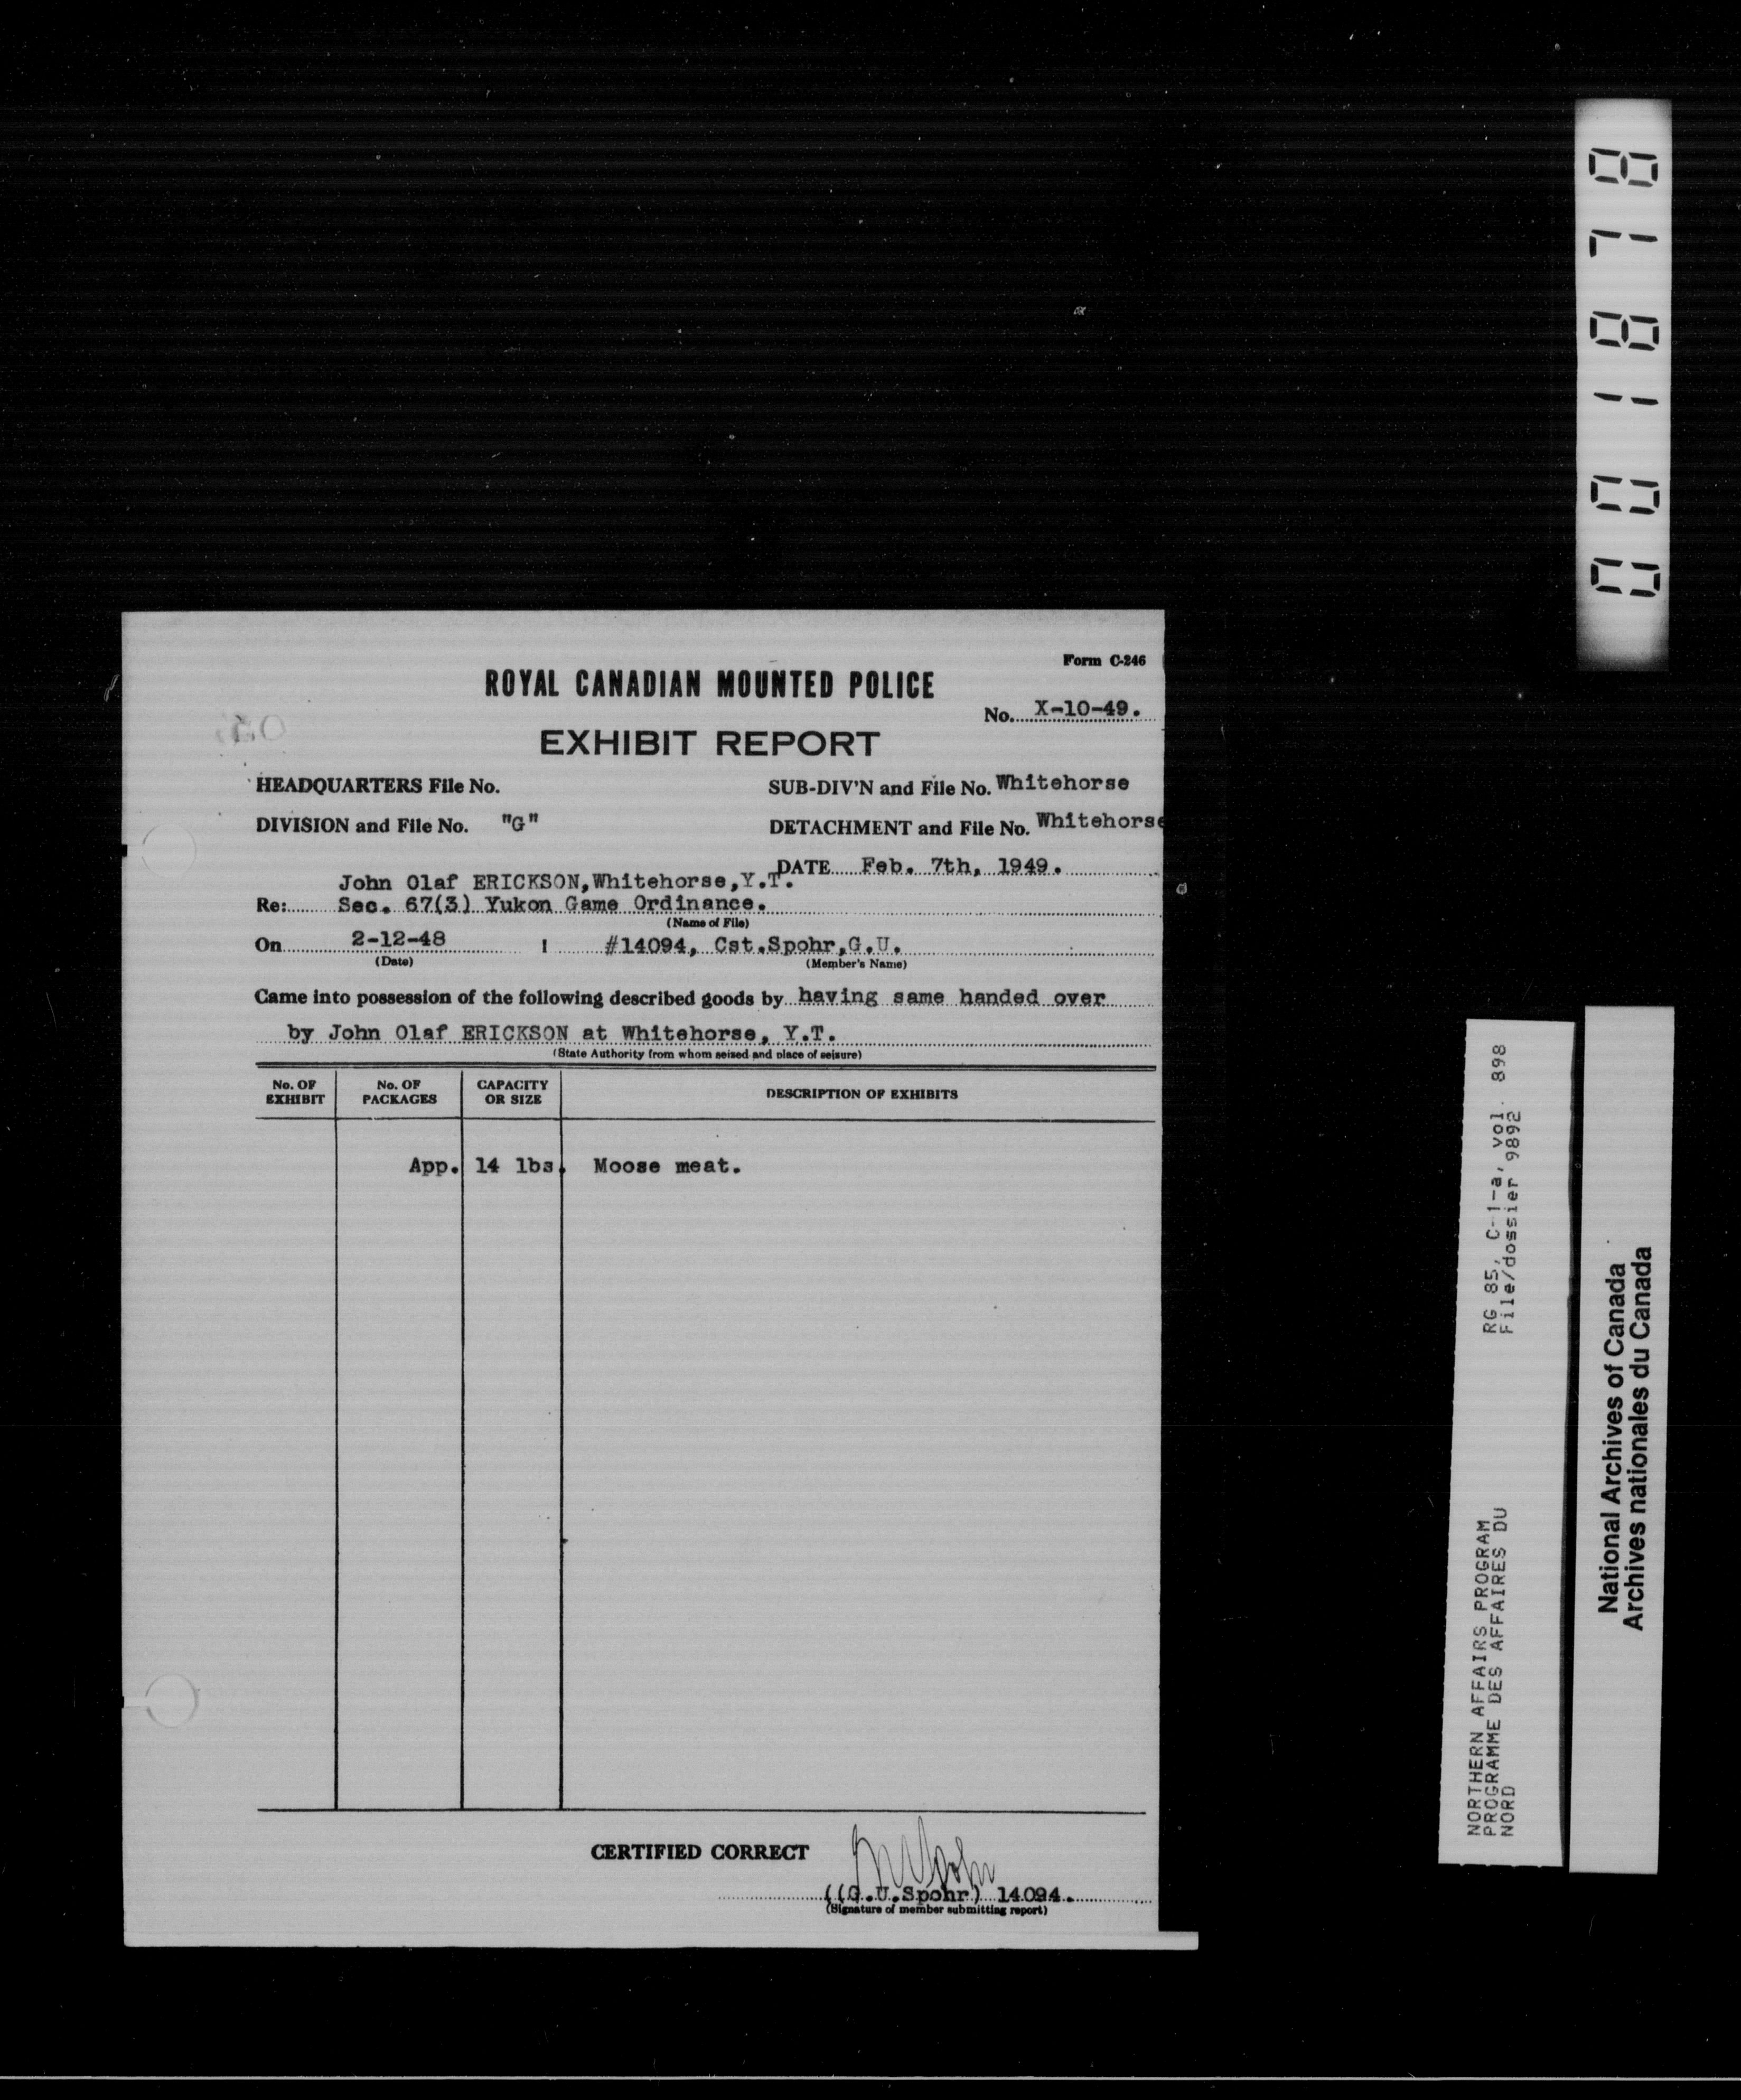 Form C-246
ROYAL CANADIAN MOUNTED POLICE
No. X-10-49.
EXHIBIT REPORT
HEADQUARTERS File No.
SUB-DIV'N and File No. Whitehorse
DIVISION and File No. "G"
DETACHMENT and File No. Whitehorse
DATE Feb. 7th, 1949.
John Olaf ERICKSON, Whitehorse, Y.T.
Re: Sec. 67(3) Yukon Game Ordinance.
(Name of File)
On 2-12-48 I #14094, Cst. Spohr, G.U.
(Date) (Member's Name)
Came into possession of the following described goods by having same handed over
by John Olaf ERICKSON at Whitehorse, Y.T.
(State Authority from whom seized and place of seizure)
No. OF EXHIBIT
No. OF PACKAGES
CAPACITY OR SIZE
DESCRIPTION OF EXHIBITS
App. 14 lbs. Moose meat.
CERTIFIED CORRECT
((G.U.Spohr) 14094.
(Signature of member submitting report)
001878
RG 85, C-1-a, vol. 898
File/dossier 9892
NORTHERN AFFAIRS PROGRAM
PROGRAMME DES AFFAIRES DU
NORD
National Archives of Canada
Archives nationales du Canada